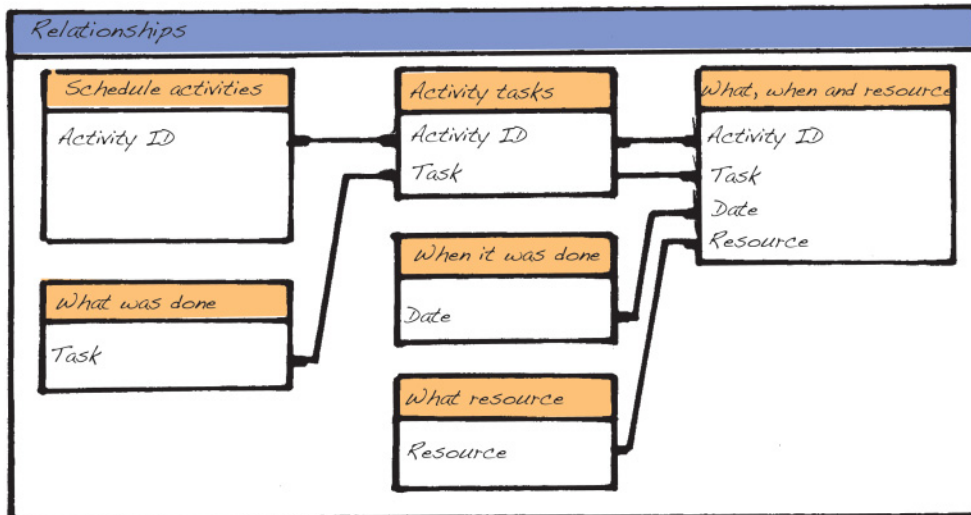 Relationships
Schedule activities
Activity ID
What was done
Task
Activity tasks
Activity ID
Task
When it was done
Date
What resource
Resource
What, when and resource
Activity ID
Task
Date
Resource